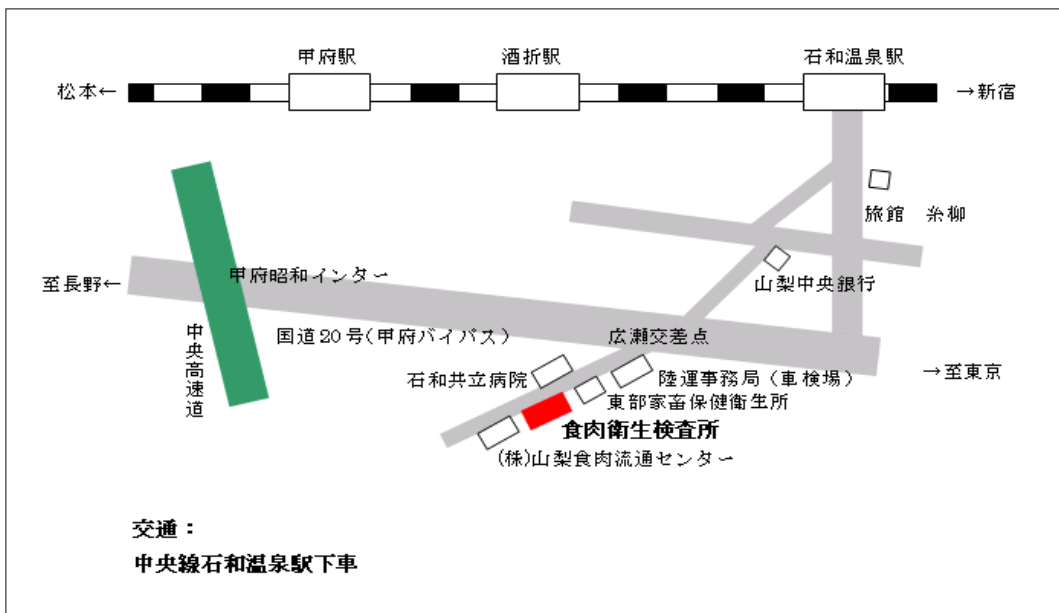 甲府駅
酒折駅
石和温泉駅
松本←
→新宿
旅館　糸柳
甲府昭和インター
山梨中央銀行
至長野←
中央高速道
国道20号(甲府バイパス)
広瀬交差点
石和共立病院
陸運事務局(車検場)
→至東京
東部家畜保健衛生所
食肉衛生検査所
(株)山梨食肉流通センター
交通：
中央線石和温泉駅下車